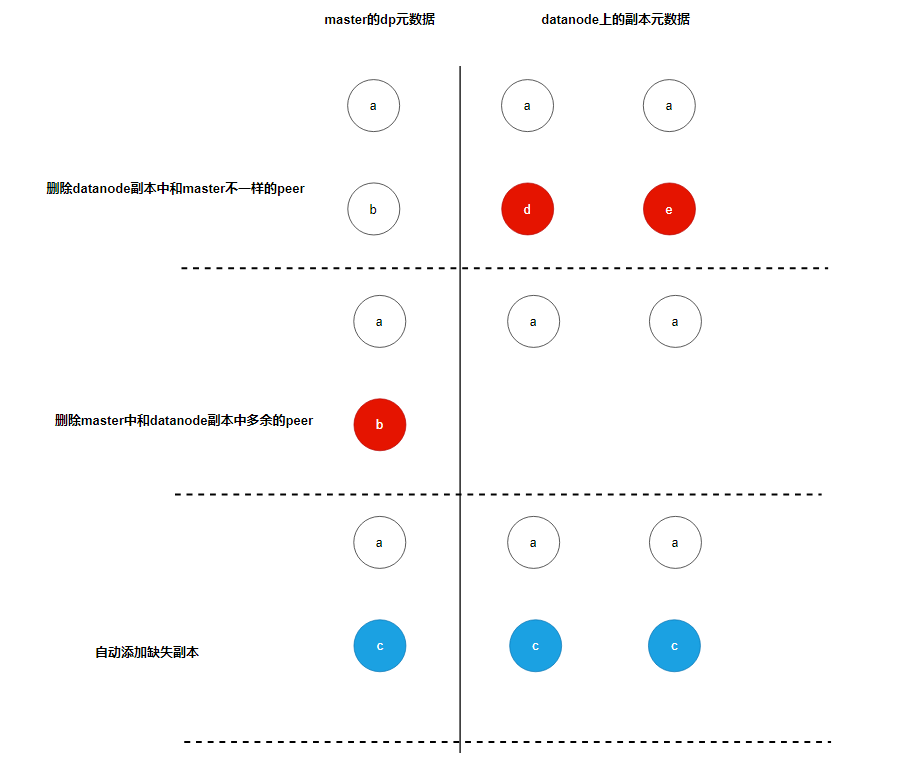 master的dp元数据 datanode上的副本元数据
a a a
删除datanode副本中和master不一样的peer
b d e
a a a
删除master中和datanode副本中多余的peer
b
a a a
自动添加缺失副本
c c c